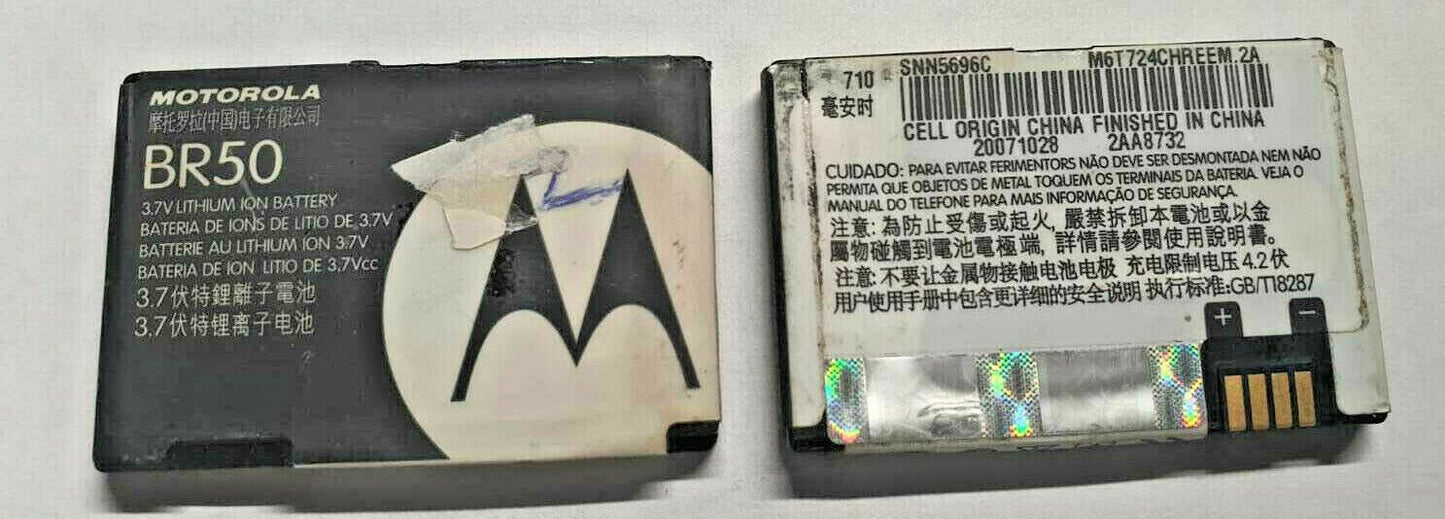 MOTOROLA
摩托罗拉(中国)电子有限公司
BR50
3.7V LITHIUM ION BATTERY
BATERIA DE IONS DE LITIO DE 3.7V
BATTERIE AU LITHIUM ION 3.7V
BATERIA DE ION LITIO DE 3.7Vcc
3.7伏特鋰離子電池
3.7伏特锂离子电池
710
毫安时
SNN5696C M6T724CHREEM.2A
CELL ORIGIN CHINA FINISHED IN CHINA
20071028 2AA8732
CUIDADO: PARA EVITAR FERIMENTORS NÃO DEVE SER DESMONTADA NEM NÃO
PERMITA QUE OBJETOS DE METAL TOQUEM OS TERMINAIS DA BATERIA. VEJA O
MANUAL DO TELEFONE PARA MAIS INFORMAÇÃO DE SEGURANÇA.
注意: 為防止受傷或起火, 嚴禁拆卸本電池或以金
屬物碰觸到電池電極端, 詳情請參閱使用說明書。
注意: 不要让金属物接触电池电极 充电限制电压 4.2 伏
用户使用手册中包含更详细的安全说明 执行标准:GB/T18287
+ −